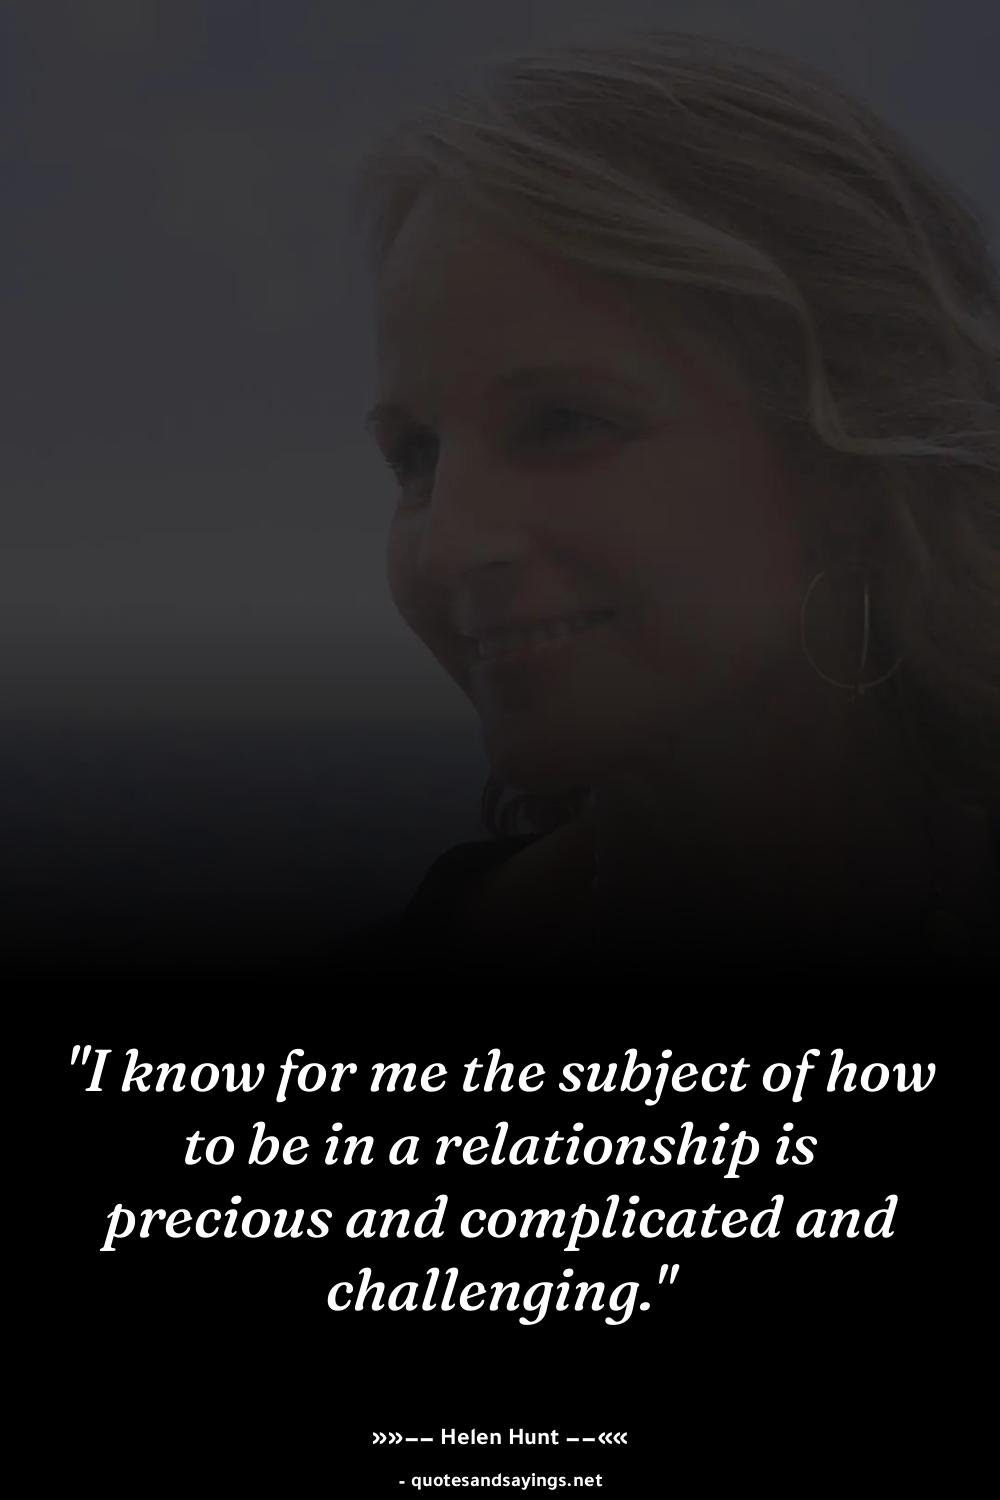 "I know for me the subject of how
to be in a relationship is
precious and complicated and
challenging."
»»–– Helen Hunt ––««
- quotesandsayings.net